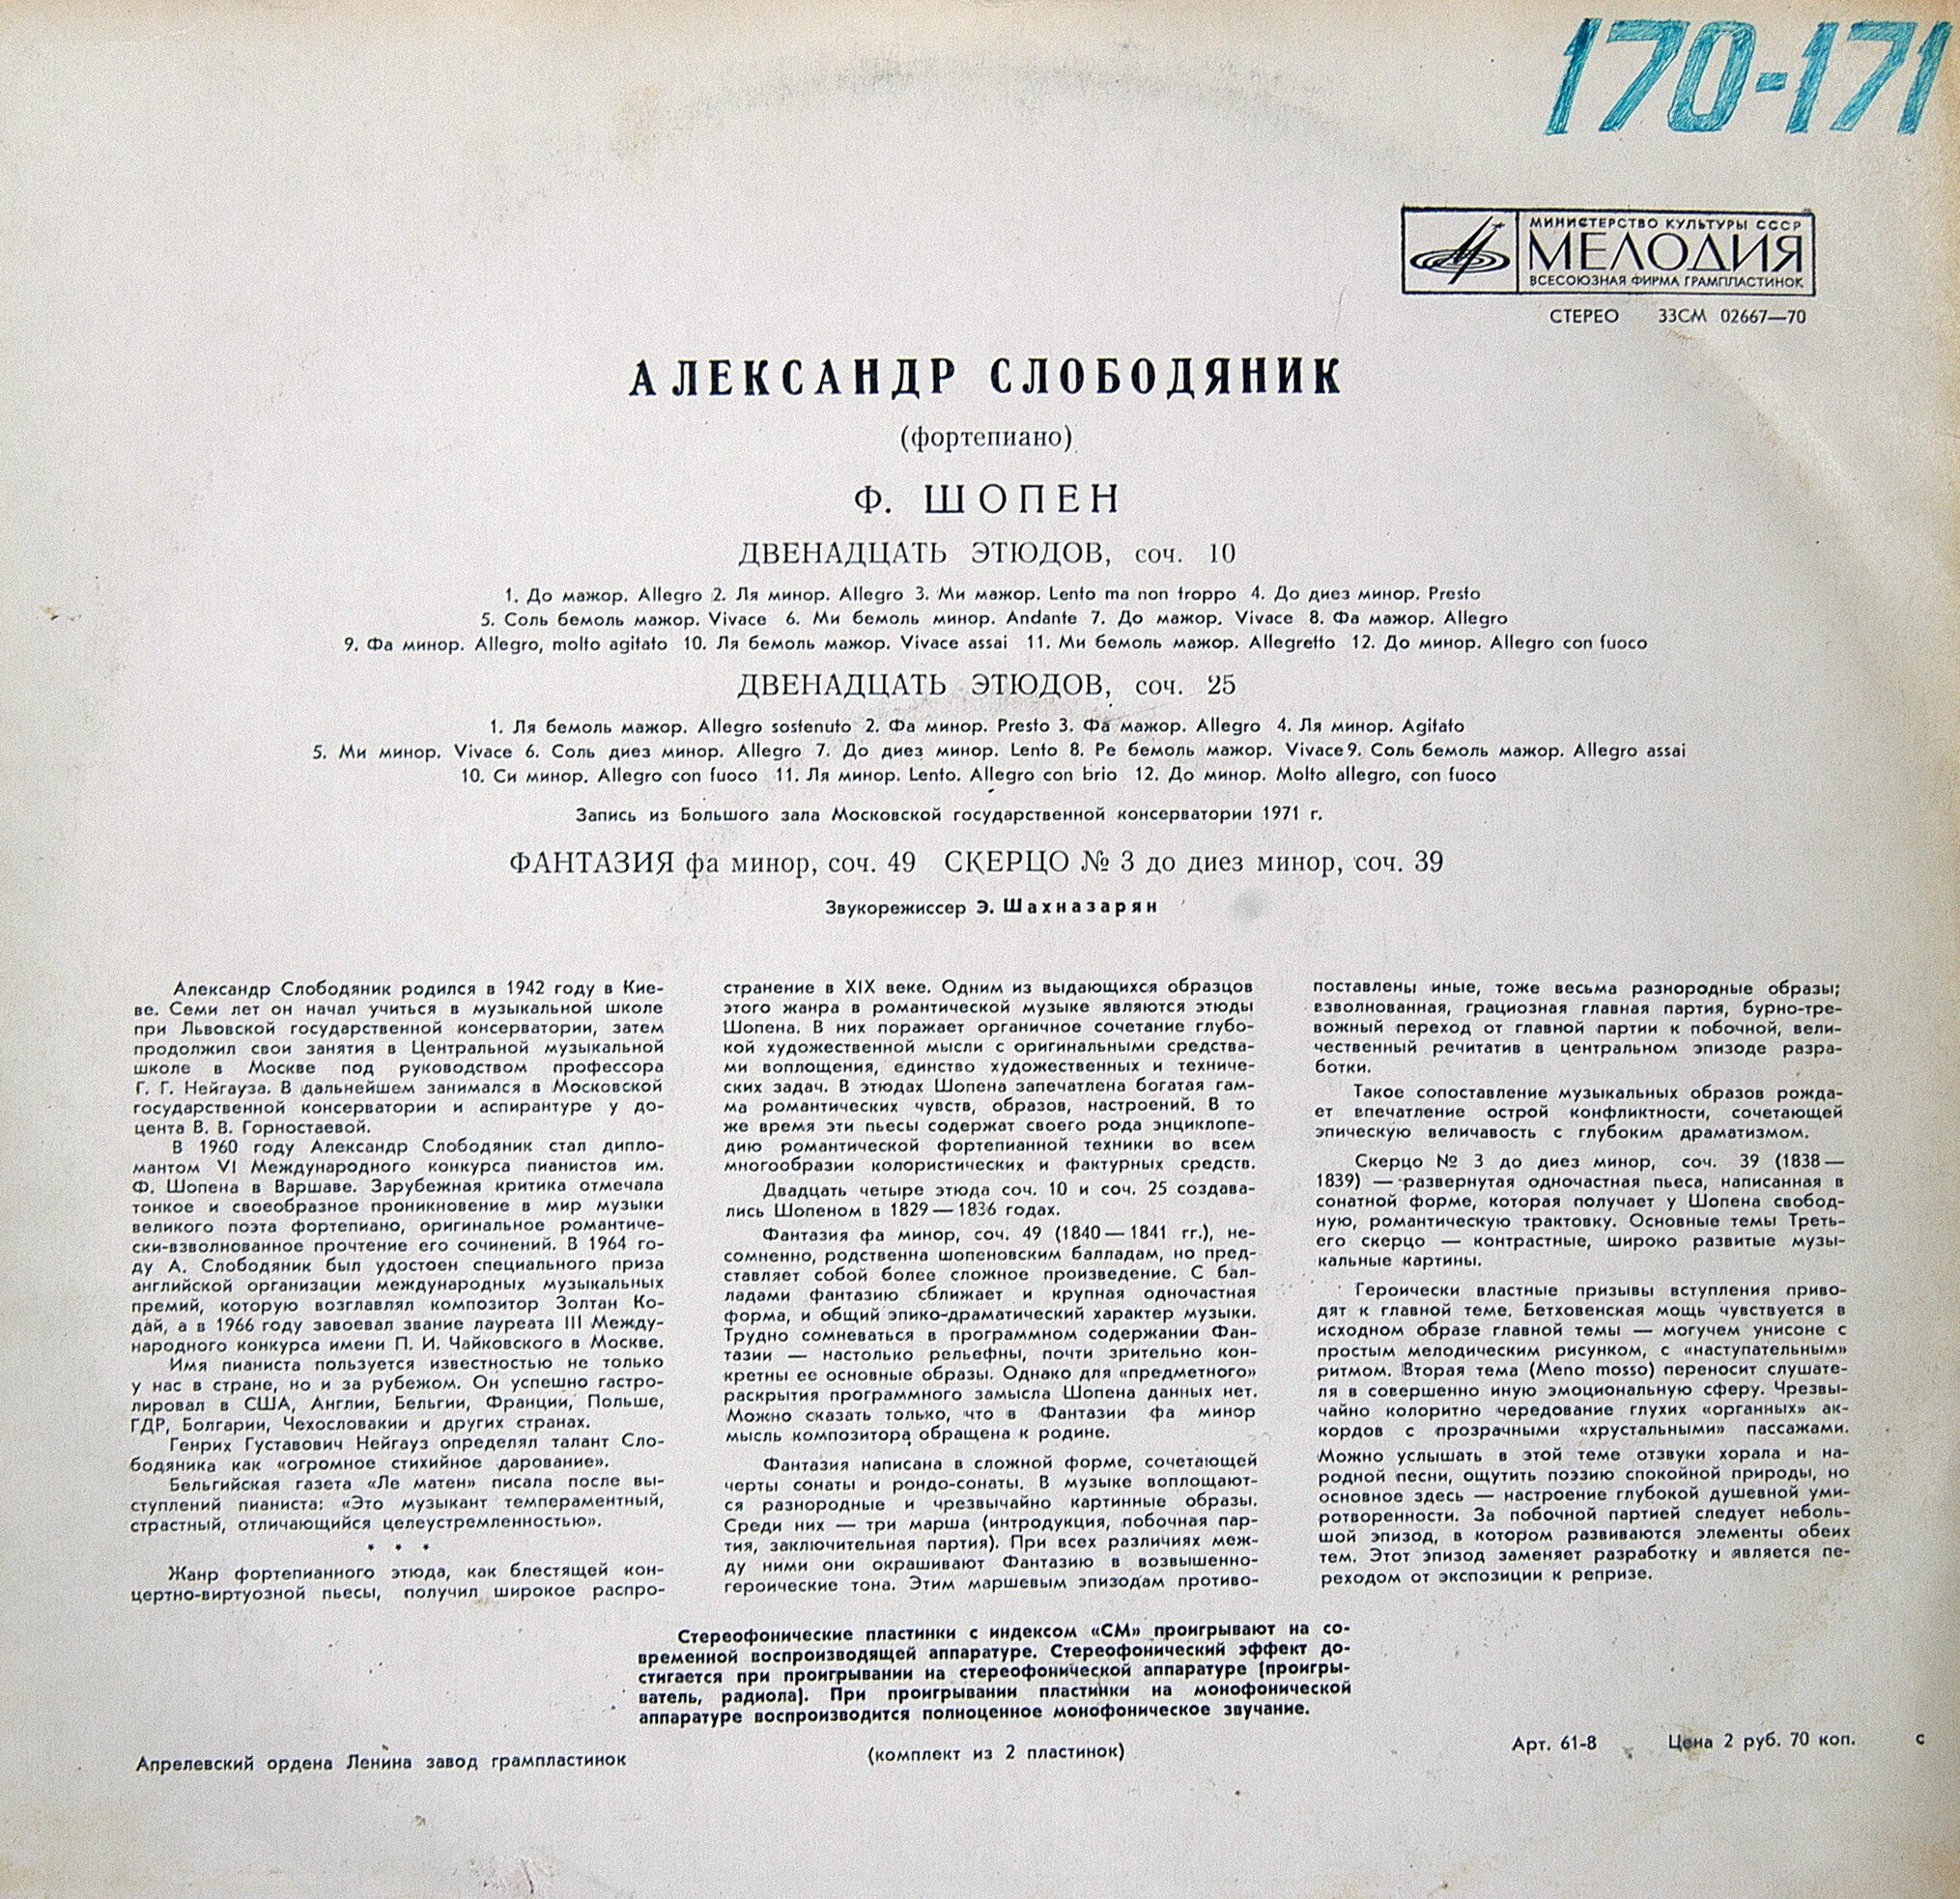 170-171
МИНИСТЕРСТВО КУЛЬТУРЫ СССР
МЕЛОДИЯ
ВСЕСОЮЗНАЯ ФИРМА ГРАМПЛАСТИНОК
СТЕРЕО 33СМ 02667—70
АЛЕКСАНДР СЛОБОДЯНИК
(фортепиано)
Ф. ШОПЕН
ДВЕНАДЦАТЬ ЭТЮДОВ, соч. 10
1. До мажор. Allegro 2. Ля минор. Allegro 3. Ми мажор. Lento ma non troppo 4. До диез минор. Presto
5. Соль бемоль мажор. Vivace 6. Ми бемоль минор. Andante 7. До мажор. Vivace 8. Фа мажор. Allegro
9. Фа минор. Allegro, molto agitato 10. Ля бемоль мажор. Vivace assai 11. Ми бемоль мажор. Allegretto 12. До минор. Allegro con fuoco
ДВЕНАДЦАТЬ ЭТЮДОВ, соч. 25
1. Ля бемоль мажор. Allegro sostenuto 2. Фа минор. Presto 3. Фа мажор. Allegro 4. Ля минор. Agitato
5. Ми минор. Vivace 6. Соль диез минор. Allegro 7. До диез минор. Lento 8. Ре бемоль мажор. Vivace 9. Соль бемоль мажор. Allegro assai
10. Си минор. Allegro con fuoco 11. Ля минор. Lento. Allegro con brio 12. До минор. Molto allegro, con fuoco
Запись из Большого зала Московской государственной консерватории 1971 г.
ФАНТАЗИЯ фа минор, соч. 49 СКЕРЦО № 3 до диез минор, соч. 39
Звукорежиссер Э. Шахназарян
Александр Слободяник родился в 1942 году в Кие-
ве. Семи лет он начал учиться в музыкальной школе
при Львовской государственной консерватории, затем
продолжил свои занятия в Центральной музыкальной
школе в Москве под руководством профессора
Г. Г. Нейгауза. В дальнейшем занимался в Московской
государственной консерватории и аспирантуре у до-
цента В. В. Горностаевой.
В 1960 году Александр Слободяник стал дипло-
мантом VI Международного конкурса пианистов им.
Ф. Шопена в Варшаве. Зарубежная критика отмечала
тонкое и своеобразное проникновение в мир музыки
великого поэта фортепиано, оригинальное романтиче-
ски-взволнованное прочтение его сочинений. В 1964 го-
ду А. Слободяник был удостоен специального приза
английской организации международных музыкальных
премий, которую возглавлял композитор Золтан Ко-
дай, а в 1966 году завоевал звание лауреата III Между-
народного конкурса имени П. И. Чайковского в Москве.
Имя пианиста пользуется известностью не только
у нас в стране, но и за рубежом. Он успешно гастро-
лировал в США, Англии, Бельгии, Франции, Польше,
ГДР, Болгарии, Чехословакии и других странах.
Генрих Густавович Нейгауз определял талант Сло-
бодяника как «огромное стихийное дарование».
Бельгийская газета «Ле матен» писала после вы-
ступлений пианиста: «Это музыкант темпераментный,
страстный, отличающийся целеустремленностью».
* * *
Жанр фортепианного этюда, как блестящей кон-
цертно-виртуозной пьесы, получил широкое распро-
странение в XIX веке. Одним из выдающихся образцов
этого жанра в романтической музыке являются этюды
Шопена. В них поражает органичное сочетание глубо-
кой художественной мысли с оригинальными средства-
ми воплощения, единство художественных и техниче-
ских задач. В этюдах Шопена запечатлена богатая гам-
ма романтических чувств, образов, настроений. В то
же время эти пьесы содержат своего рода энциклопе-
дию романтической фортепианной техники во всем
многообразии колористических и фактурных средств.
Двадцать четыре этюда соч. 10 и соч. 25 создава-
лись Шопеном в 1829—1836 годах.
Фантазия фа минор, соч. 49 (1840—1841 гг.), не-
сомненно, родственна шопеновским балладам, но пред-
ставляет собой более сложное произведение. С бал-
ладами фантазию сближает и крупная одночастная
форма, и общий эпико-драматический характер музыки.
Трудно сомневаться в программном содержании Фан-
тазии — настолько рельефны, почти зрительно кон-
кретны ее основные образы. Однако для «предметного»
раскрытия программного замысла Шопена данных нет.
Можно сказать только, что в Фантазии фа минор
мысль композитора обращена к родине.
Фантазия написана в сложной форме, сочетающей
черты сонаты и рондо-сонаты. В музыке воплощают-
ся разнородные и чрезвычайно картинные образы.
Среди них — три марша (интродукция, побочная пар-
тия, заключительная партия). При всех различиях меж-
ду ними они окрашивают Фантазию в возвышенно-
героические тона. Этим маршевым эпизодам противо-
поставлены иные, тоже весьма разнородные образы;
взволнованная, грациозная главная партия, бурно-тре-
вожный переход от главной партии к побочной, вели-
чественный речитатив в центральном эпизоде разра-
ботки.
Такое сопоставление музыкальных образов рожда-
ет впечатление острой конфликтности, сочетающей
эпическую величавость с глубоким драматизмом.
Скерцо № 3 до диез минор, соч. 39 (1838—
1839) — развернутая одночастная пьеса, написанная в
сонатной форме, которая получает у Шопена свобод-
ную, романтическую трактовку. Основные темы Треть-
его скерцо — контрастные, широко развитые музы-
кальные картины.
Героически властные призывы вступления приво-
дят к главной теме. Бетховенская мощь чувствуется в
исходном образе главной темы — могучем унисоне с
простым мелодическим рисунком, с «наступательным»
ритмом. Вторая тема (Meno mosso) переносит слушате-
ля в совершенно иную эмоциональную сферу. Чрезвы-
чайно колоритно чередование глухих «органных» ак-
кордов с прозрачными «хрустальными» пассажами.
Можно услышать в этой теме отзвуки хорала и на-
родной песни, ощутить поэзию спокойной природы, но
основное здесь — настроение глубокой душевной уми-
ротворенности. За побочной партией следует неболь-
шой эпизод, в котором развиваются элементы обеих
тем. Этот эпизод заменяет разработку и является пе-
реходом от экспозиции к репризе.
Стереофонические пластинки с индексом «СМ» проигрывают на со-
временной воспроизводящей аппаратуре. Стереофонический эффект до-
стигается при проигрывании на стереофонической аппаратуре (проигры-
ватель, радиола). При проигрывании пластинки на монофонической
аппаратуре воспроизводится полноценное монофоническое звучание.
Апрелевский ордена Ленина завод грампластинок (комплект из 2 пластинок) Арт. 61-8 Цена 2 руб. 70 коп. с